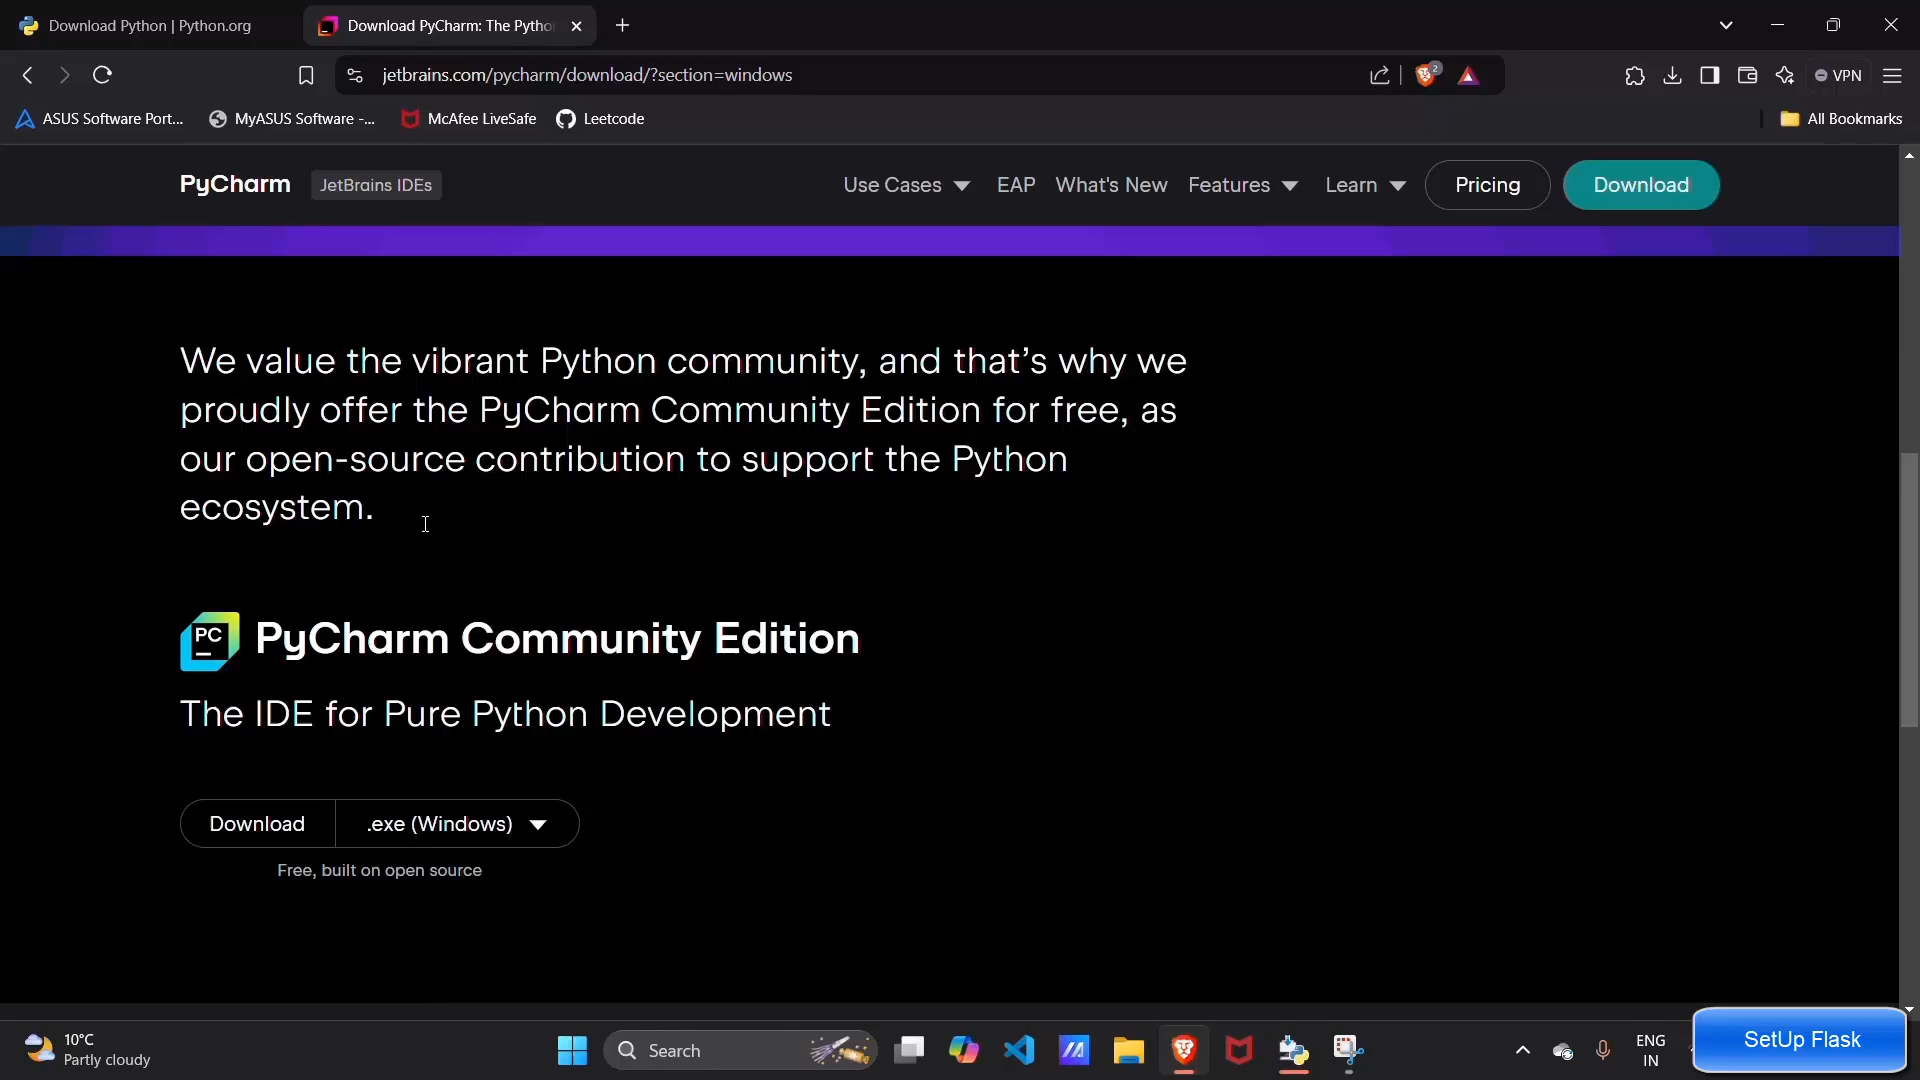 Download Python | Python.org
Download PyCharm: The Pytho
jetbrains.com/pycharm/download/?section=windows
2
VPN
ASUS Software Port...
MyASUS Software -...
McAfee LiveSafe
Leetcode
All Bookmarks
PyCharm
JetBrains IDEs
Use Cases
EAP
What's New
Features
Learn
Pricing
Download
We value the vibrant Python community, and that’s why we
proudly offer the PyCharm Community Edition for free, as
our open-source contribution to support the Python
ecosystem.
PC
PyCharm Community Edition
The IDE for Pure Python Development
Download
.exe (Windows)
Free, built on open source
10°C
Partly cloudy
Search
ENG
IN
SetUp Flask